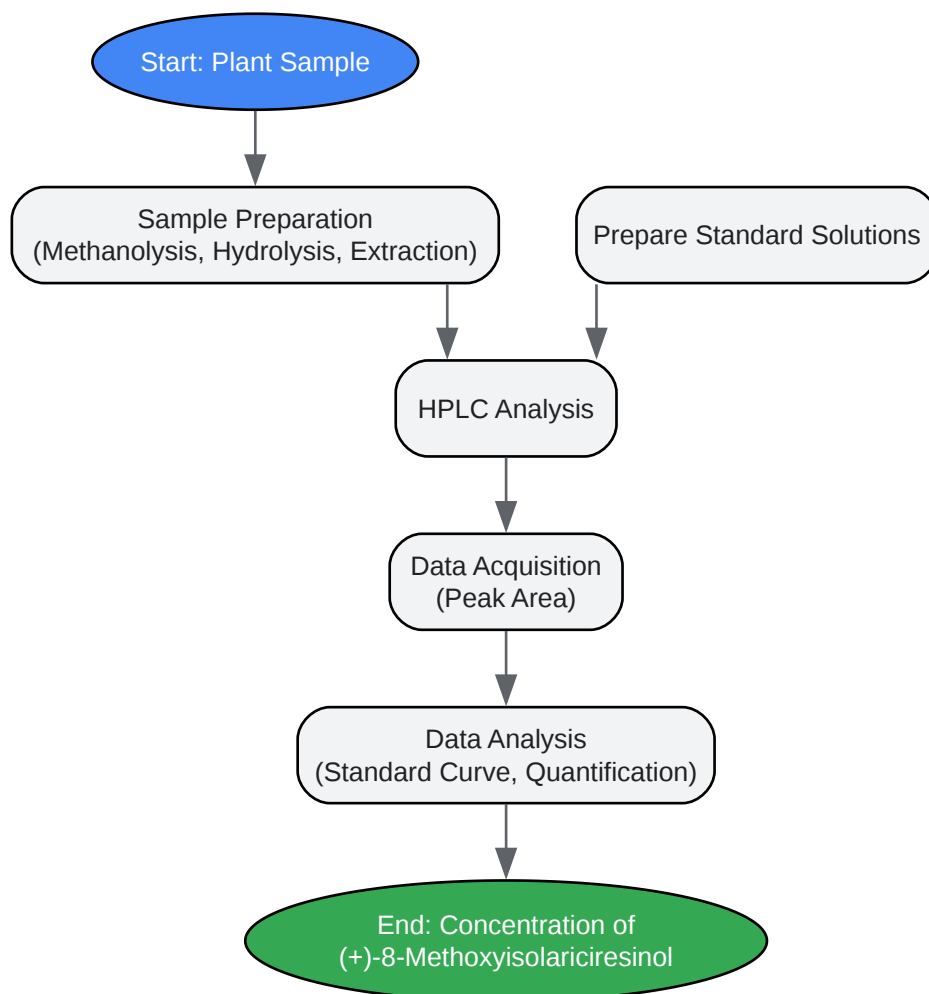 Start: Plant Sample
Sample Preparation
(Methanolysis, Hydrolysis, Extraction)
Prepare Standard Solutions
HPLC Analysis
Data Acquisition
(Peak Area)
Data Analysis
(Standard Curve, Quantification)
End: Concentration of
(+)-8-Methoxyisolariciresinol